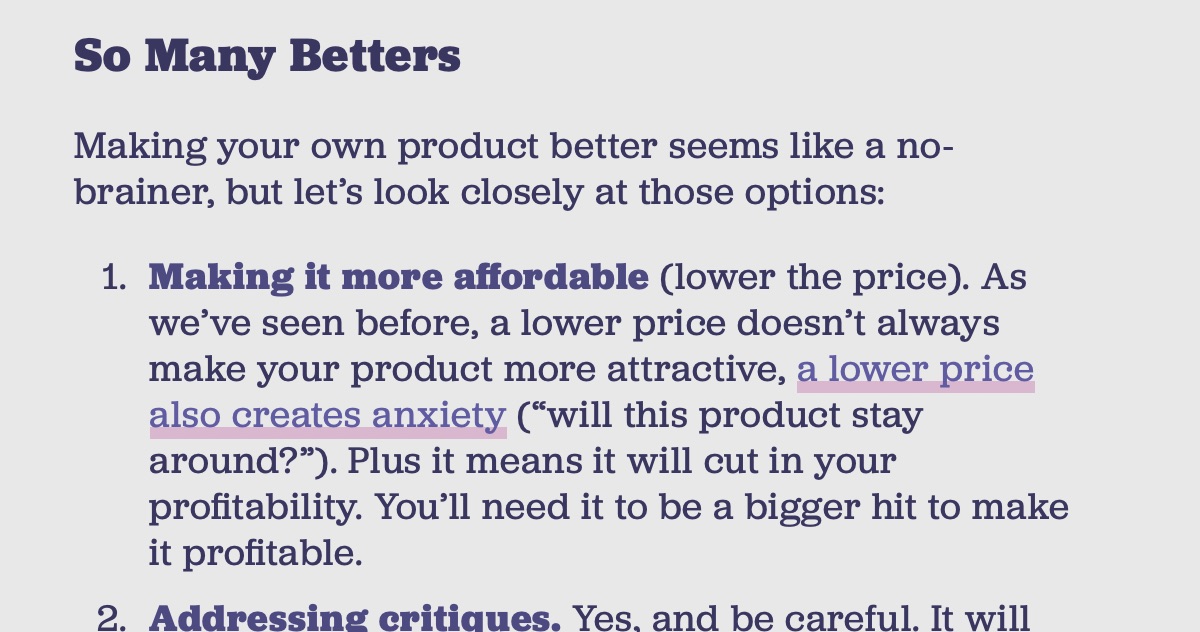 So Many Betters
Making your own product better seems like a no-
brainer, but let’s look closely at those options:
1. Making it more affordable (lower the price). As
we’ve seen before, a lower price doesn’t always
make your product more attractive, a lower price
also creates anxiety (“will this product stay
around?”). Plus it means it will cut in your
profitability. You’ll need it to be a bigger hit to make
it profitable.
2. Addressing critiques. Yes, and be careful. It will